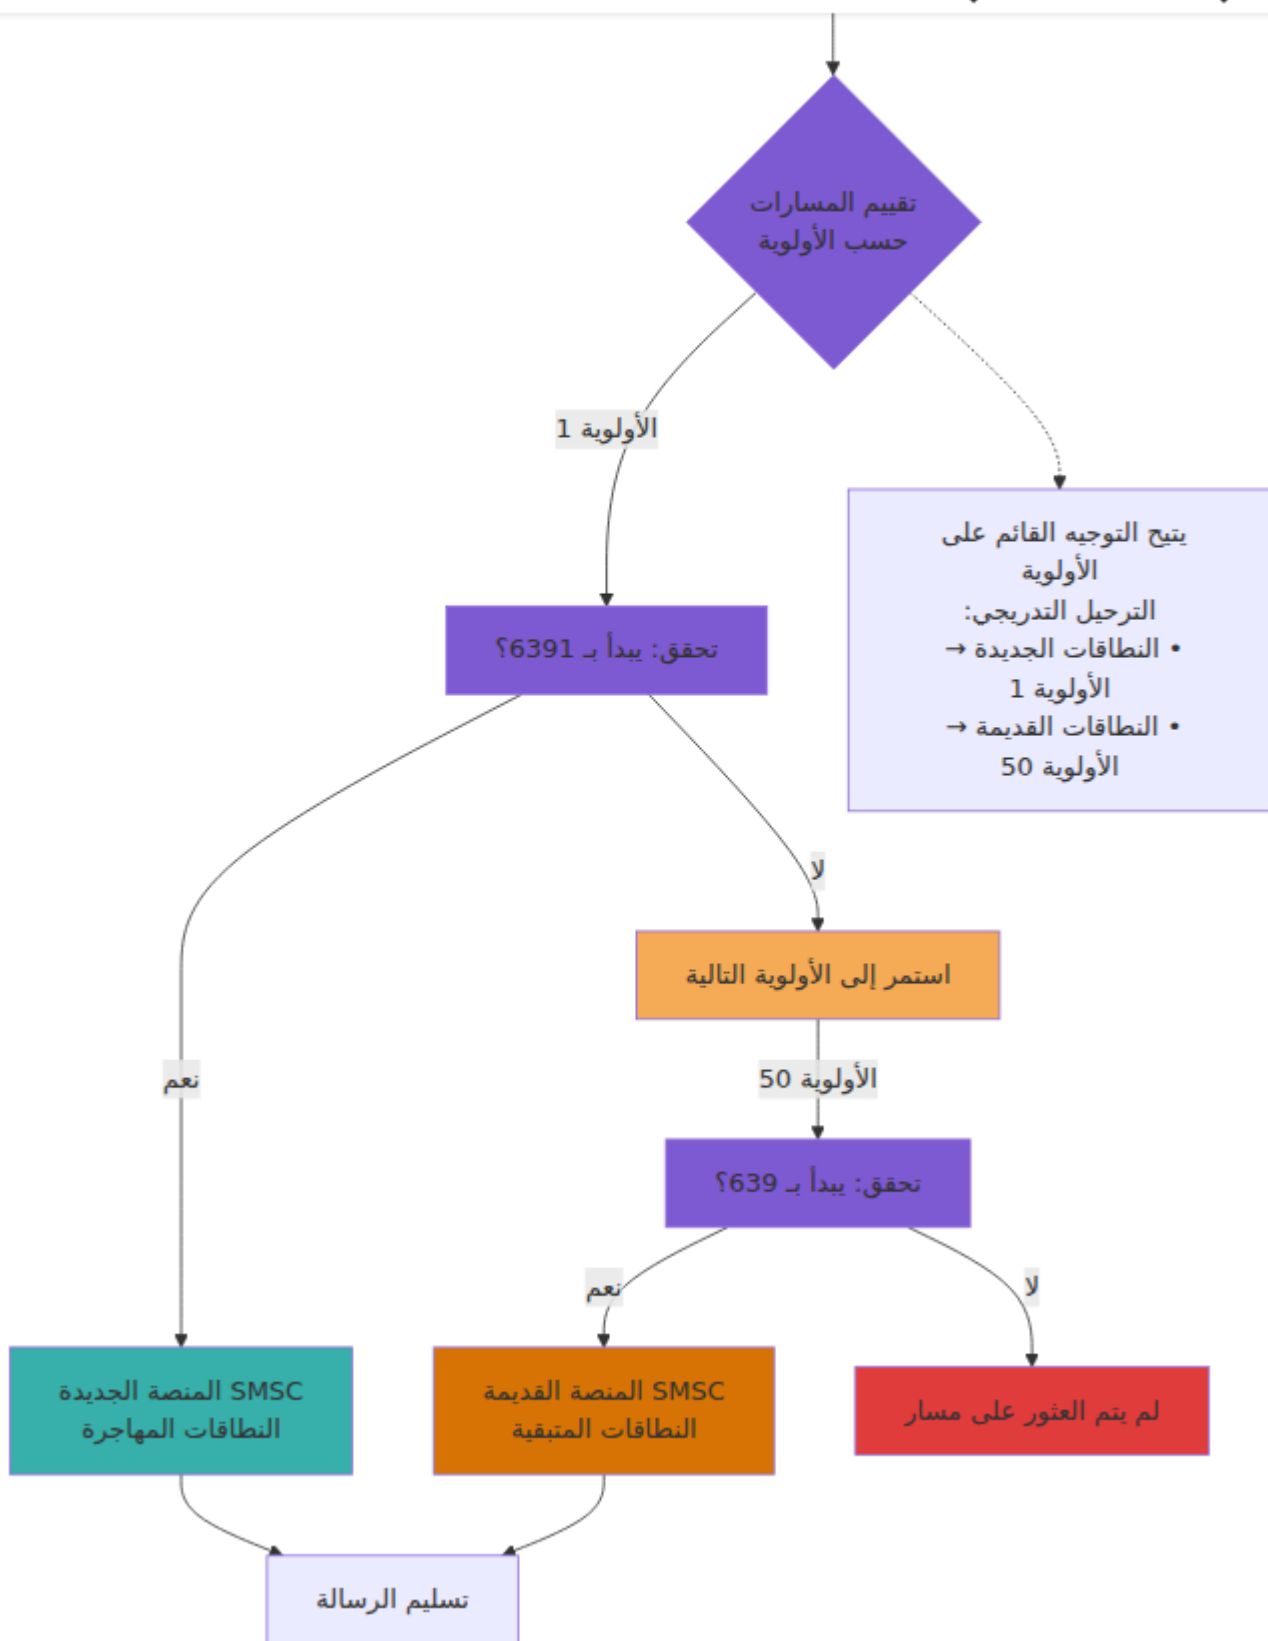 تقييم المسارات
حسب الأولوية
الأولوية 1
يتيح التوجيه القائم على
الأولوية
الترحيل التدريجي:
• النطاقات الجديدة →
الأولوية 1
• النطاقات القديمة →
الأولوية 50
تحقق: يبدأ بـ 6391؟
لا
استمر إلى الأولوية التالية
نعم
الأولوية 50
تحقق: يبدأ بـ 639؟
نعم
لا
SMSC المنصة الجديدة
النطاقات المهاجرة
SMSC المنصة القديمة
النطاقات المتبقية
لم يتم العثور على مسار
تسليم الرسالة